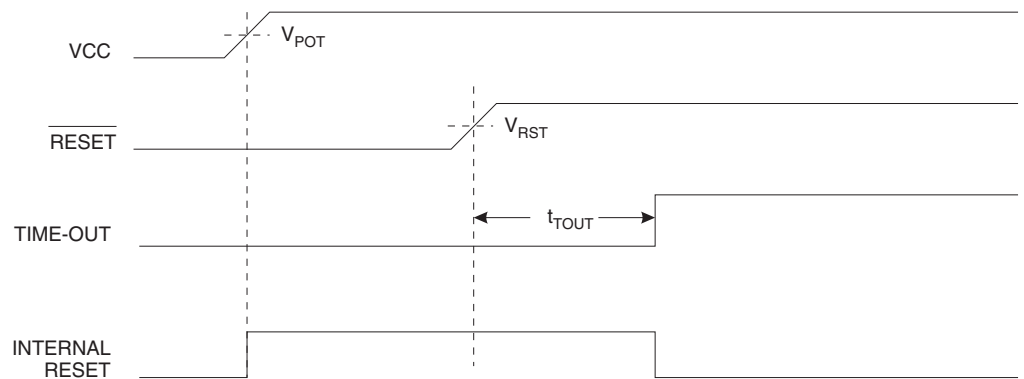 VCC
V_POT
RESET
V_RST
t_TOUT
TIME-OUT
INTERNAL
RESET